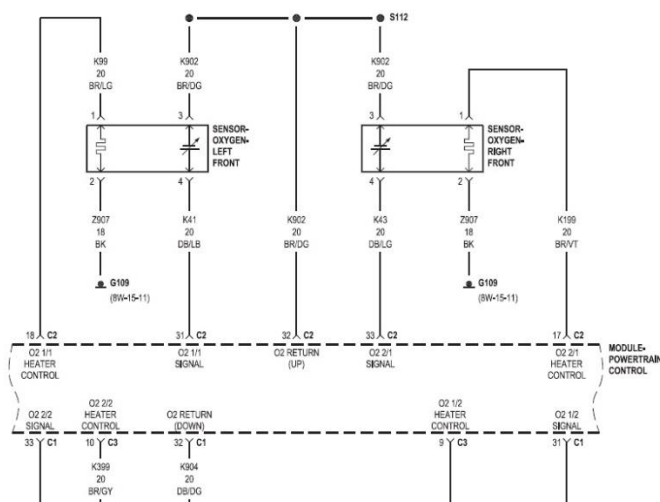 S112
K99
20
BR/LG
K902
20
BR/DG
K902
20
BR/DG
1
3
3
1
SENSOR-
OXYGEN-
LEFT
FRONT
SENSOR-
OXYGEN-
RIGHT
FRONT
2
4
4
2
Z907
18
BK
K41
20
DB/LB
K902
20
BR/DG
K43
20
DB/LG
Z907
18
BK
K199
20
BR/VT
G109
(8W-15-11)
G109
(8W-15-11)
18 C2
31 C2
32 C2
33 C2
17 C2
O2 1/1
HEATER
CONTROL
O2 1/1
SIGNAL
O2 RETURN
(UP)
O2 2/1
SIGNAL
O2 2/1
HEATER
CONTROL
MODULE-
POWERTRAIN
CONTROL
O2 2/2
SIGNAL
O2 2/2
HEATER
CONTROL
O2 RETURN
(DOWN)
O2 1/2
HEATER
CONTROL
O2 1/2
SIGNAL
33 C1
10 C3
32 C1
9 C3
31 C1
K399
20
BR/GY
K904
20
DB/DG